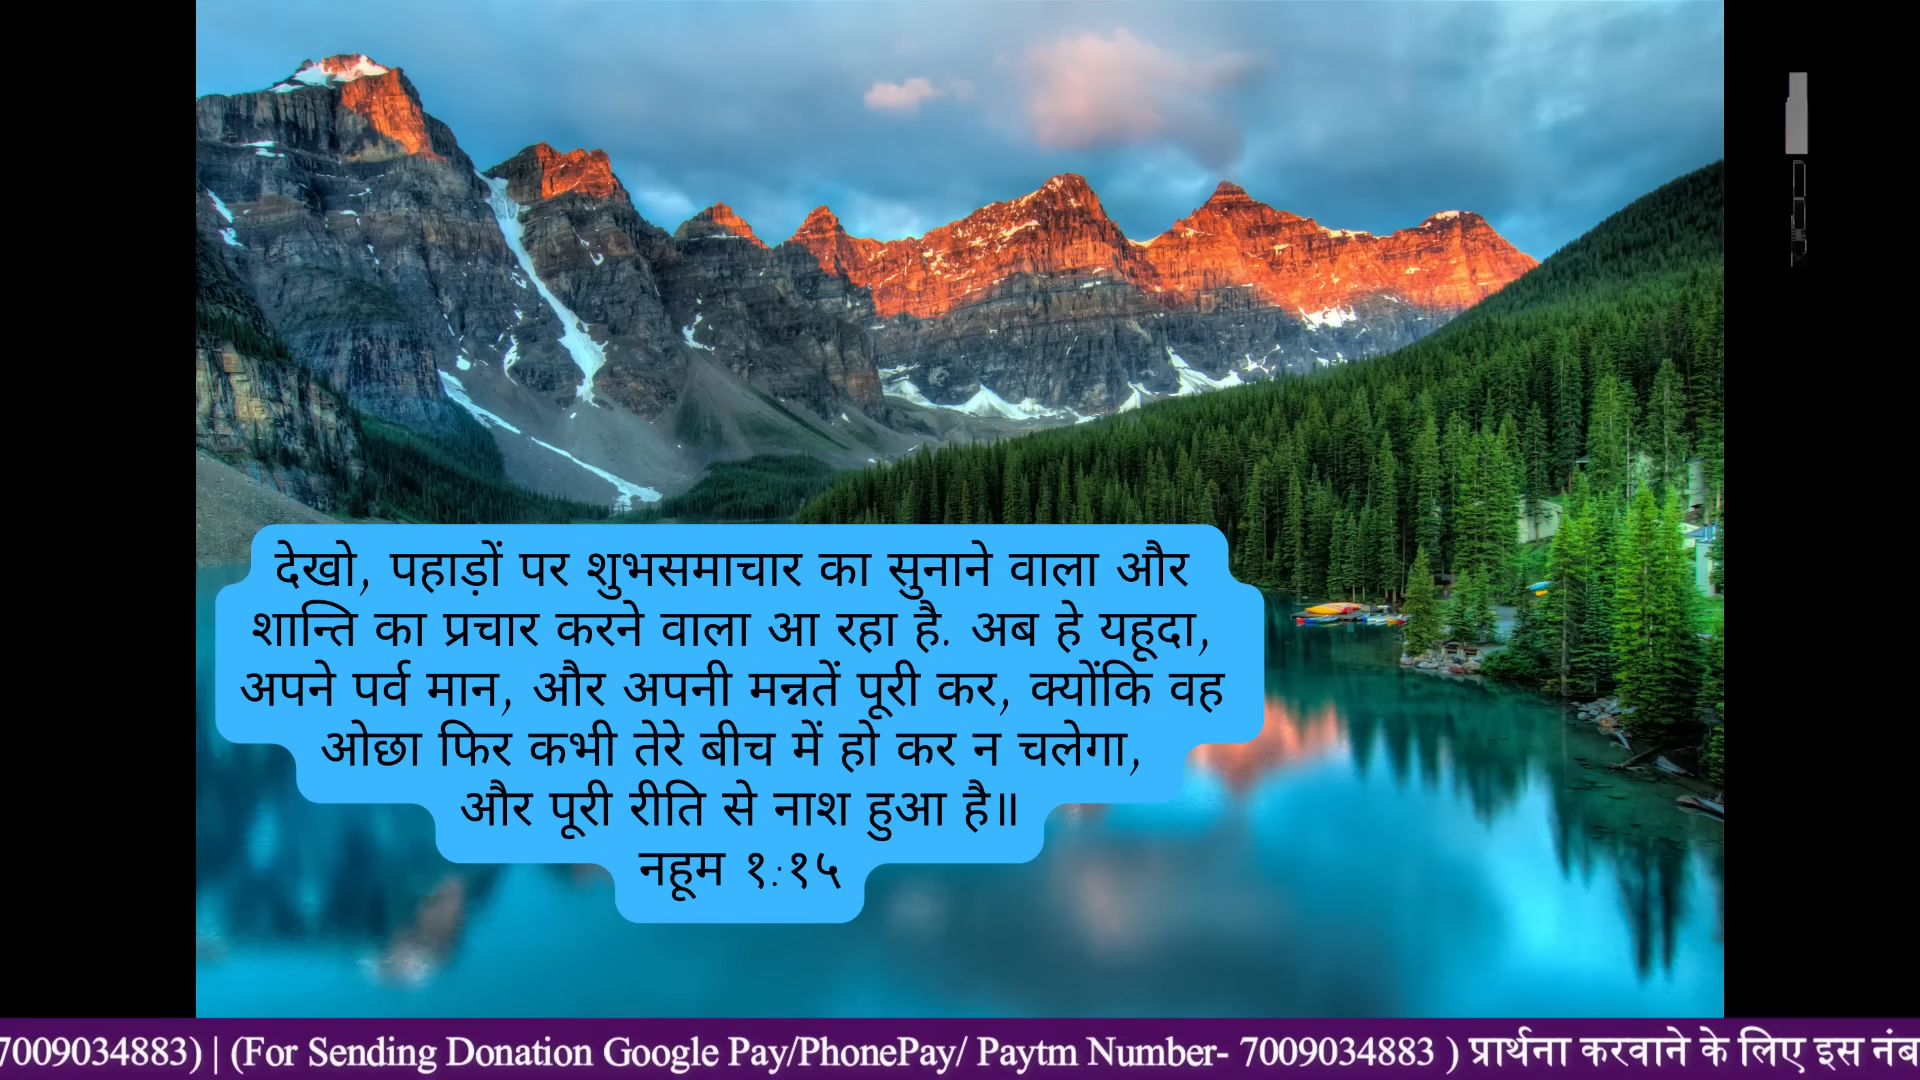 देखो, पहाड़ों पर शुभसमाचार का सुनाने वाला और
शान्ति का प्रचार करने वाला आ रहा है. अब हे यहूदा,
अपने पर्व मान, और अपनी मन्नतें पूरी कर, क्योंकि वह
ओछा फिर कभी तेरे बीच में हो कर न चलेगा,
और पूरी रीति से नाश हुआ है॥
नहूम १:१५
7009034883) | (For Sending Donation Google Pay/PhonePay/ Paytm Number- 7009034883 ) प्रार्थना करवाने के लिए इस नंब